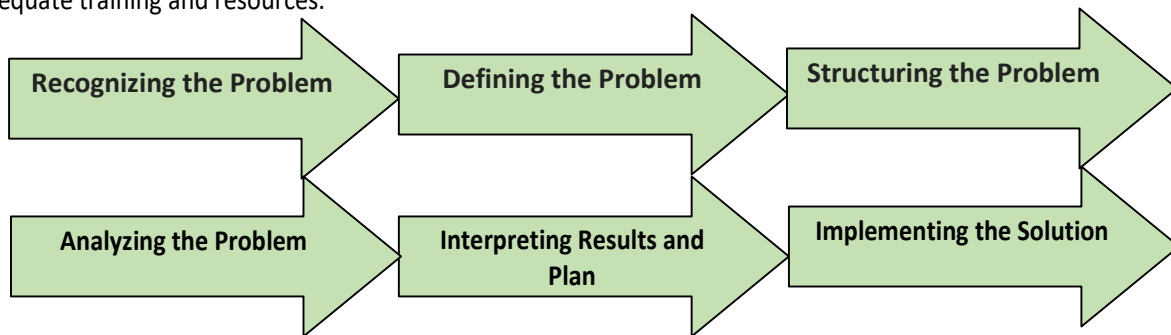 equate training and resources.
Recognizing the Problem
Defining the Problem
Structuring the Problem
Analyzing the Problem
Interpreting Results and
Plan
Implementing the Solution